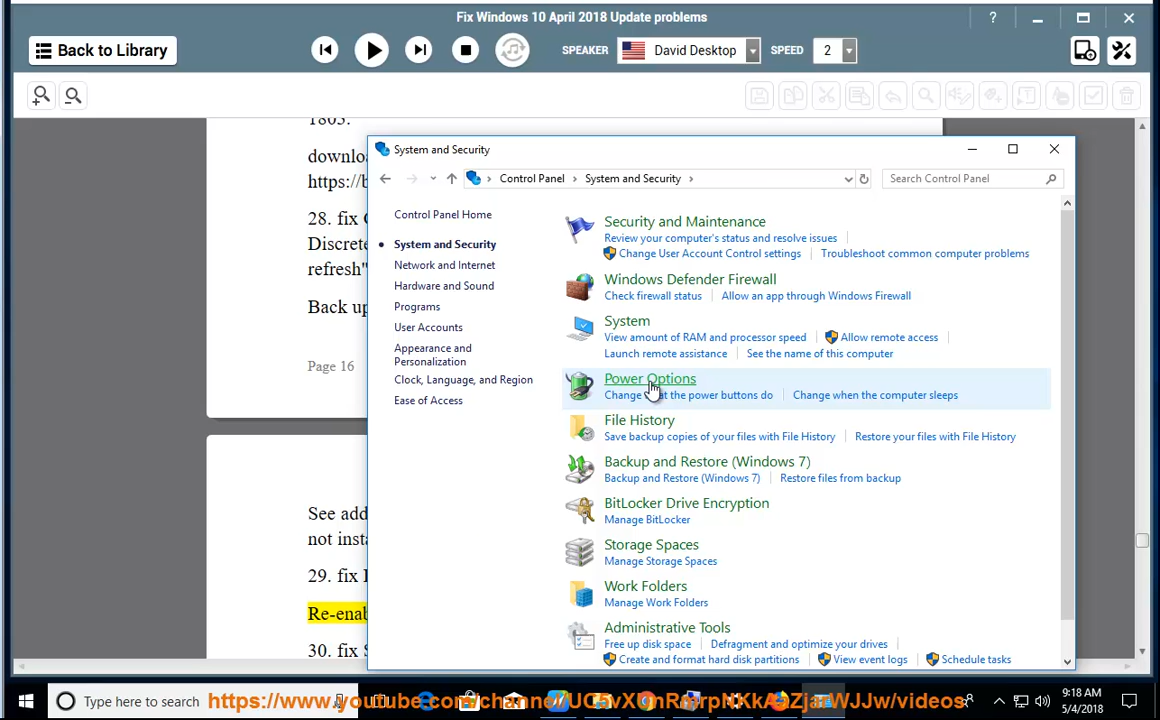 Fix Windows 10 April 2018 Update problems
?
Back to Library
SPEAKER David Desktop SPEED 2
1803.
downloa
https://b
28. fix C
Discrete
refresh"
Back up
Page 16
See add
not insta
29. fix
Re-enab
30. fix S
System and Security
Control Panel > System and Security >
Search Control Panel
Control Panel Home
System and Security
Network and Internet
Hardware and Sound
Programs
User Accounts
Appearance and
Personalization
Clock, Language, and Region
Ease of Access
Security and Maintenance
Review your computer's status and resolve issues
Change User Account Control settings Troubleshoot common computer problems
Windows Defender Firewall
Check firewall status Allow an app through Windows Firewall
System
View amount of RAM and processor speed Allow remote access
Launch remote assistance See the name of this computer
Power Options
Change the power buttons do Change when the computer sleeps
File History
Save backup copies of your files with File History Restore your files with File History
Backup and Restore (Windows 7)
Backup and Restore (Windows 7) Restore files from backup
BitLocker Drive Encryption
Manage BitLocker
Storage Spaces
Manage Storage Spaces
Work Folders
Manage Work Folders
Administrative Tools
Free up disk space Defragment and optimize your drives
Create and format hard disk partitions View event logs Schedule tasks
Type here to search
9:18 AM
5/4/2018